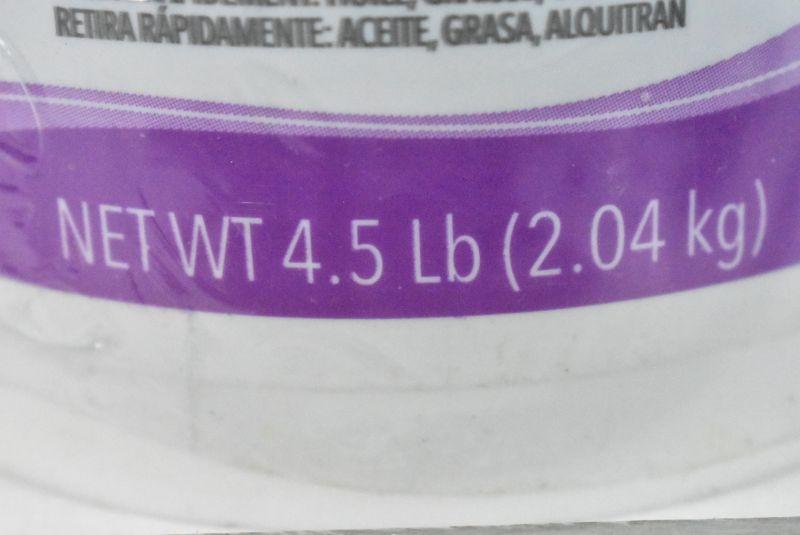 RETIRA RÁPIDAMENTE: ACEITE, GRASA, ALQUITRAN
NET WT 4.5 Lb (2.04 kg)